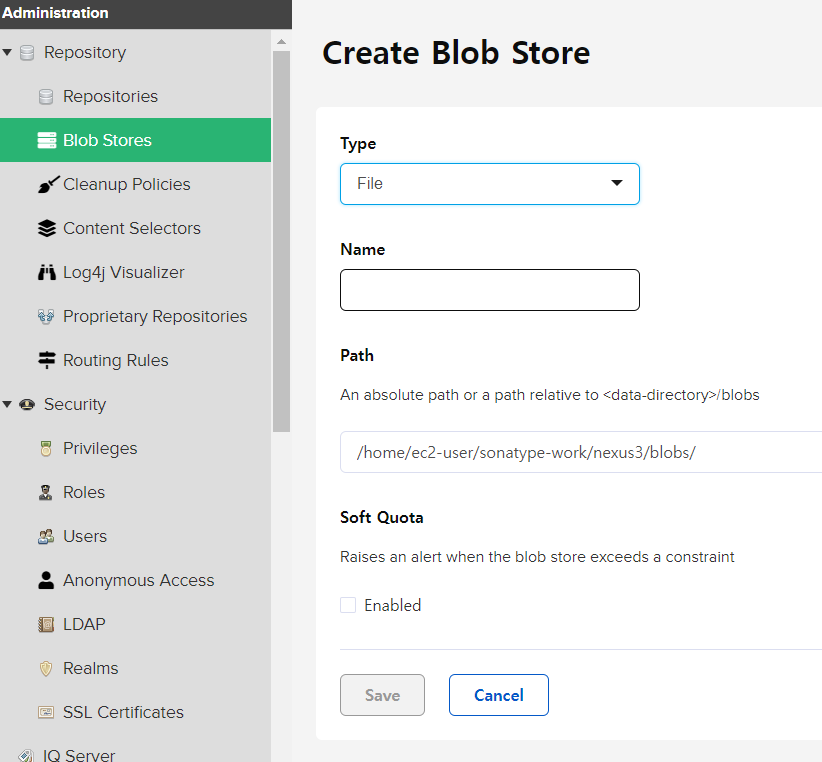 Administration
Repository
Repositories
Blob Stores
Cleanup Policies
Content Selectors
Log4j Visualizer
Proprietary Repositories
Routing Rules
Security
Privileges
Roles
Users
Anonymous Access
LDAP
Realms
SSL Certificates
IQ Server
Create Blob Store
Type
File
Name
Path
An absolute path or a path relative to <data-directory>/blobs
/home/ec2-user/sonatype-work/nexus3/blobs/
Soft Quota
Raises an alert when the blob store exceeds a constraint
Enabled
Save
Cancel